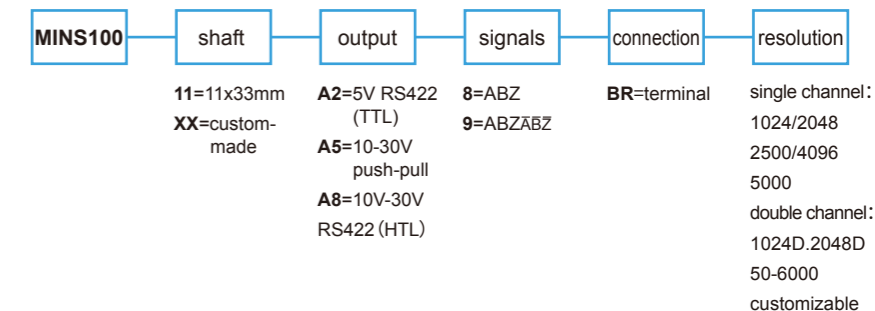 MINS100 shaft output signals connection resolution
11=11x33mm
XX=custom-
made
A2=5V RS422
(TTL)
A5=10-30V
push-pull
A8=10V-30V
RS422(HTL)
8=ABZ
9=ABZA̅B̅Z̅
BR=terminal
single channel:
1024/2048
2500/4096
5000
double channel:
1024D.2048D
50-6000
customizable